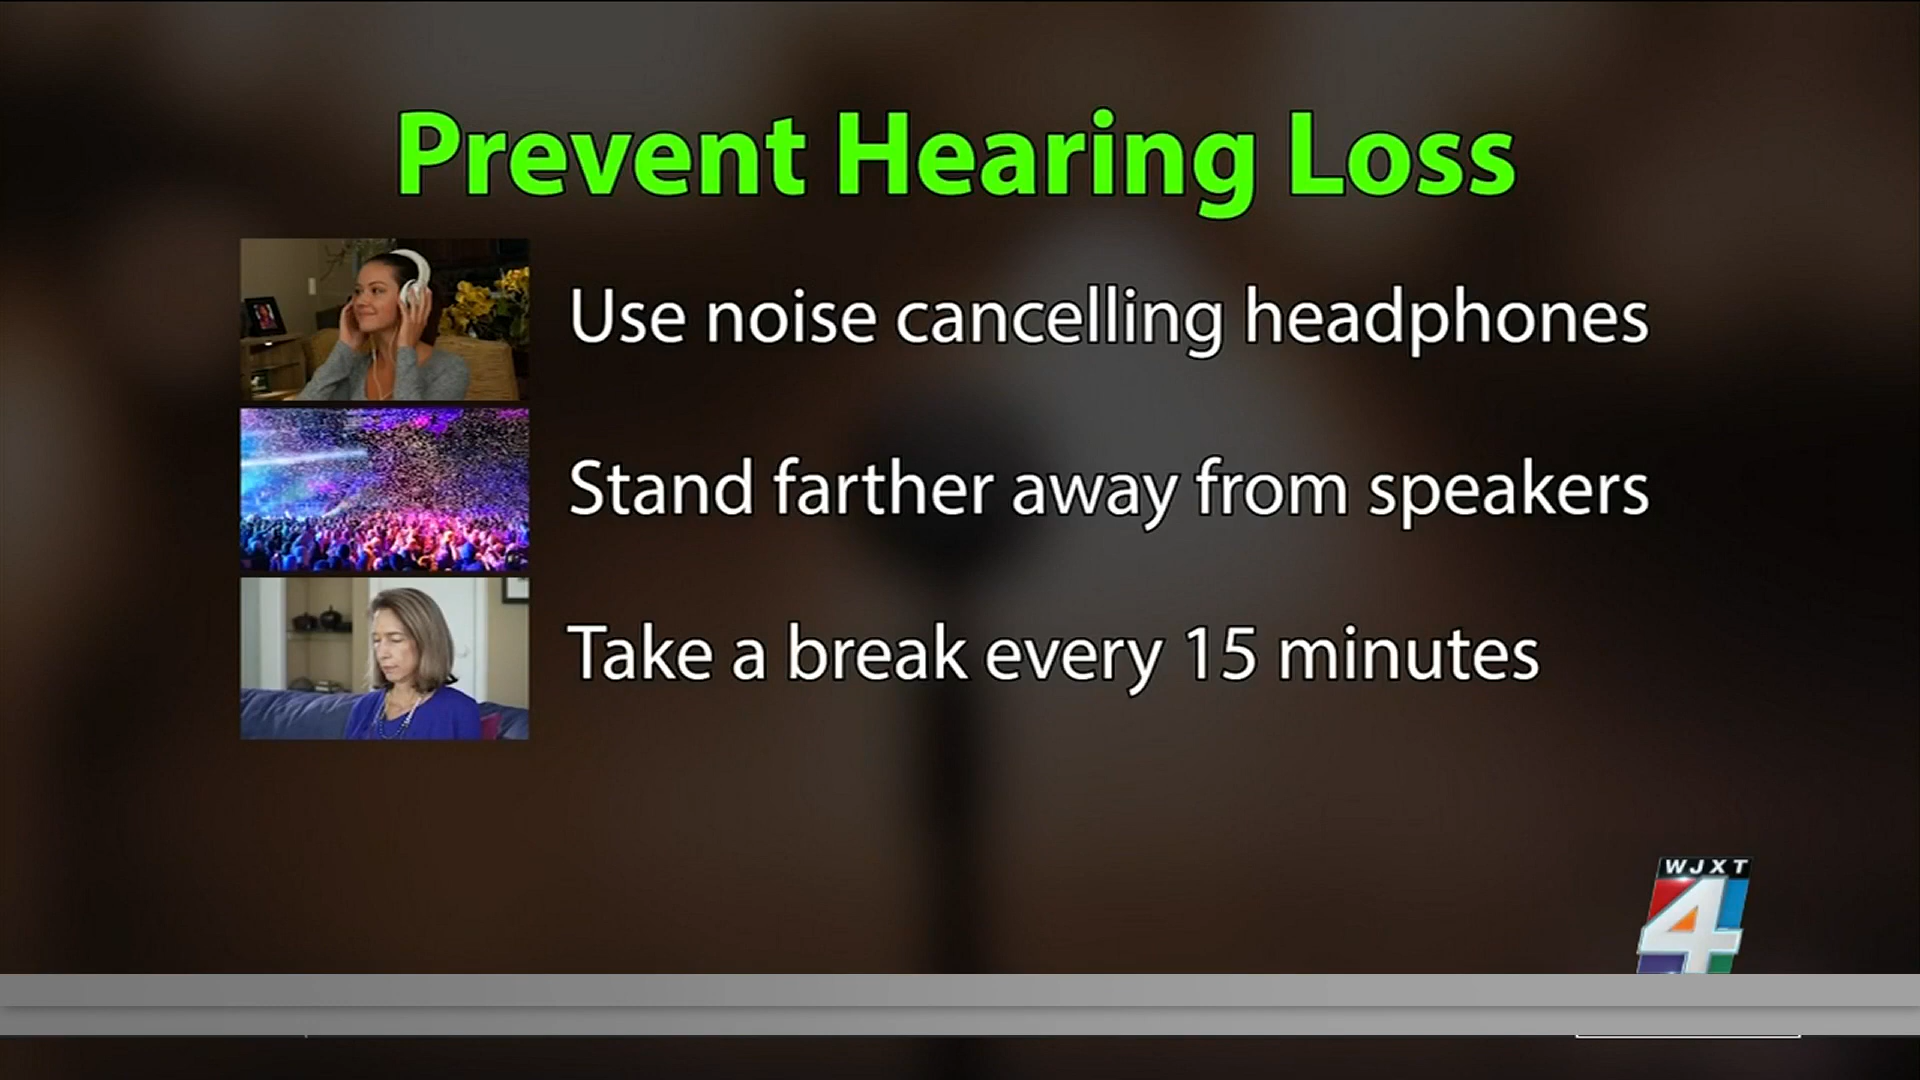 Prevent Hearing Loss
Use noise cancelling headphones
Stand farther away from speakers
Take a break every 15 minutes
WJXT
4